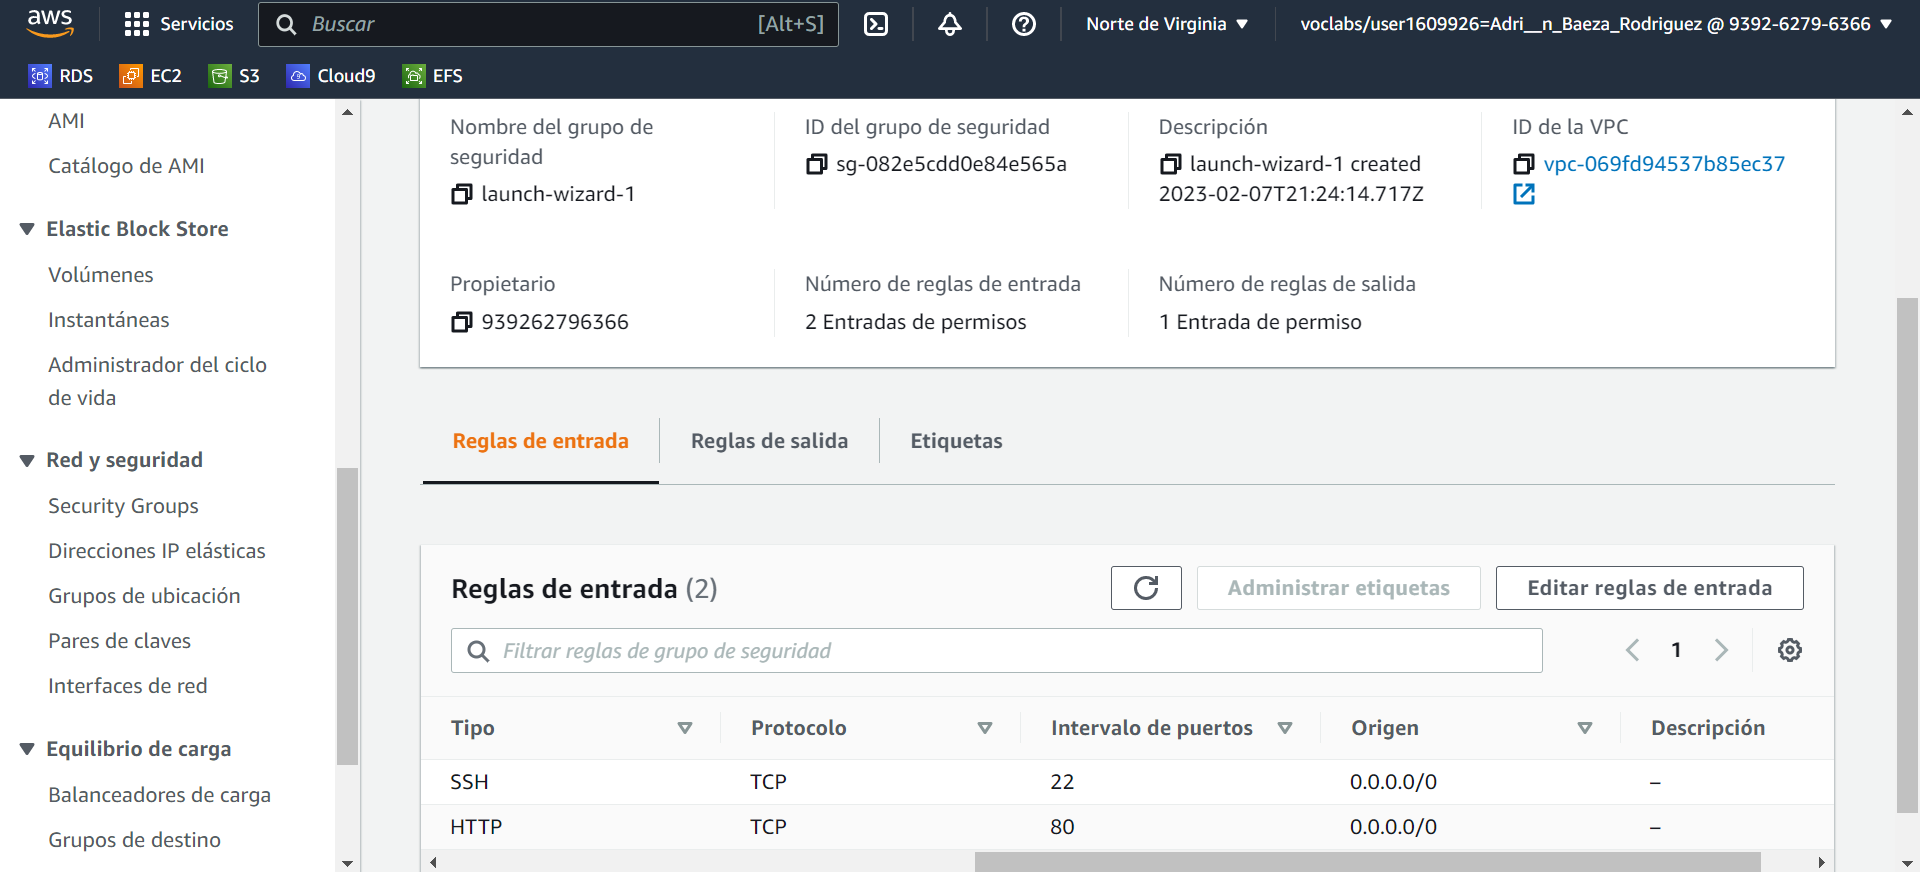 aws
Servicios
Buscar
[Alt+S]
Norte de Virginia
voclabs/user1609926=Adri__n_Baeza_Rodriguez @ 9392-6279-6366
RDS
EC2
S3
Cloud9
EFS
AMI
Catálogo de AMI
Elastic Block Store
Volúmenes
Instantáneas
Administrador del ciclo
de vida
Red y seguridad
Security Groups
Direcciones IP elásticas
Grupos de ubicación
Pares de claves
Interfaces de red
Equilibrio de carga
Balanceadores de carga
Grupos de destino
Nombre del grupo de
seguridad
launch-wizard-1
ID del grupo de seguridad
sg-082e5cdd0e84e565a
Descripción
launch-wizard-1 created
2023-02-07T21:24:14.717Z
ID de la VPC
vpc-069fd94537b85ec37
Propietario
939262796366
Número de reglas de entrada
2 Entradas de permisos
Número de reglas de salida
1 Entrada de permiso
Reglas de entrada
Reglas de salida
Etiquetas
Reglas de entrada (2)
Administrar etiquetas
Editar reglas de entrada
Filtrar reglas de grupo de seguridad
1
Tipo Protocolo Intervalo de puertos Origen Descripción
SSH TCP 22 0.0.0.0/0 –
HTTP TCP 80 0.0.0.0/0 –